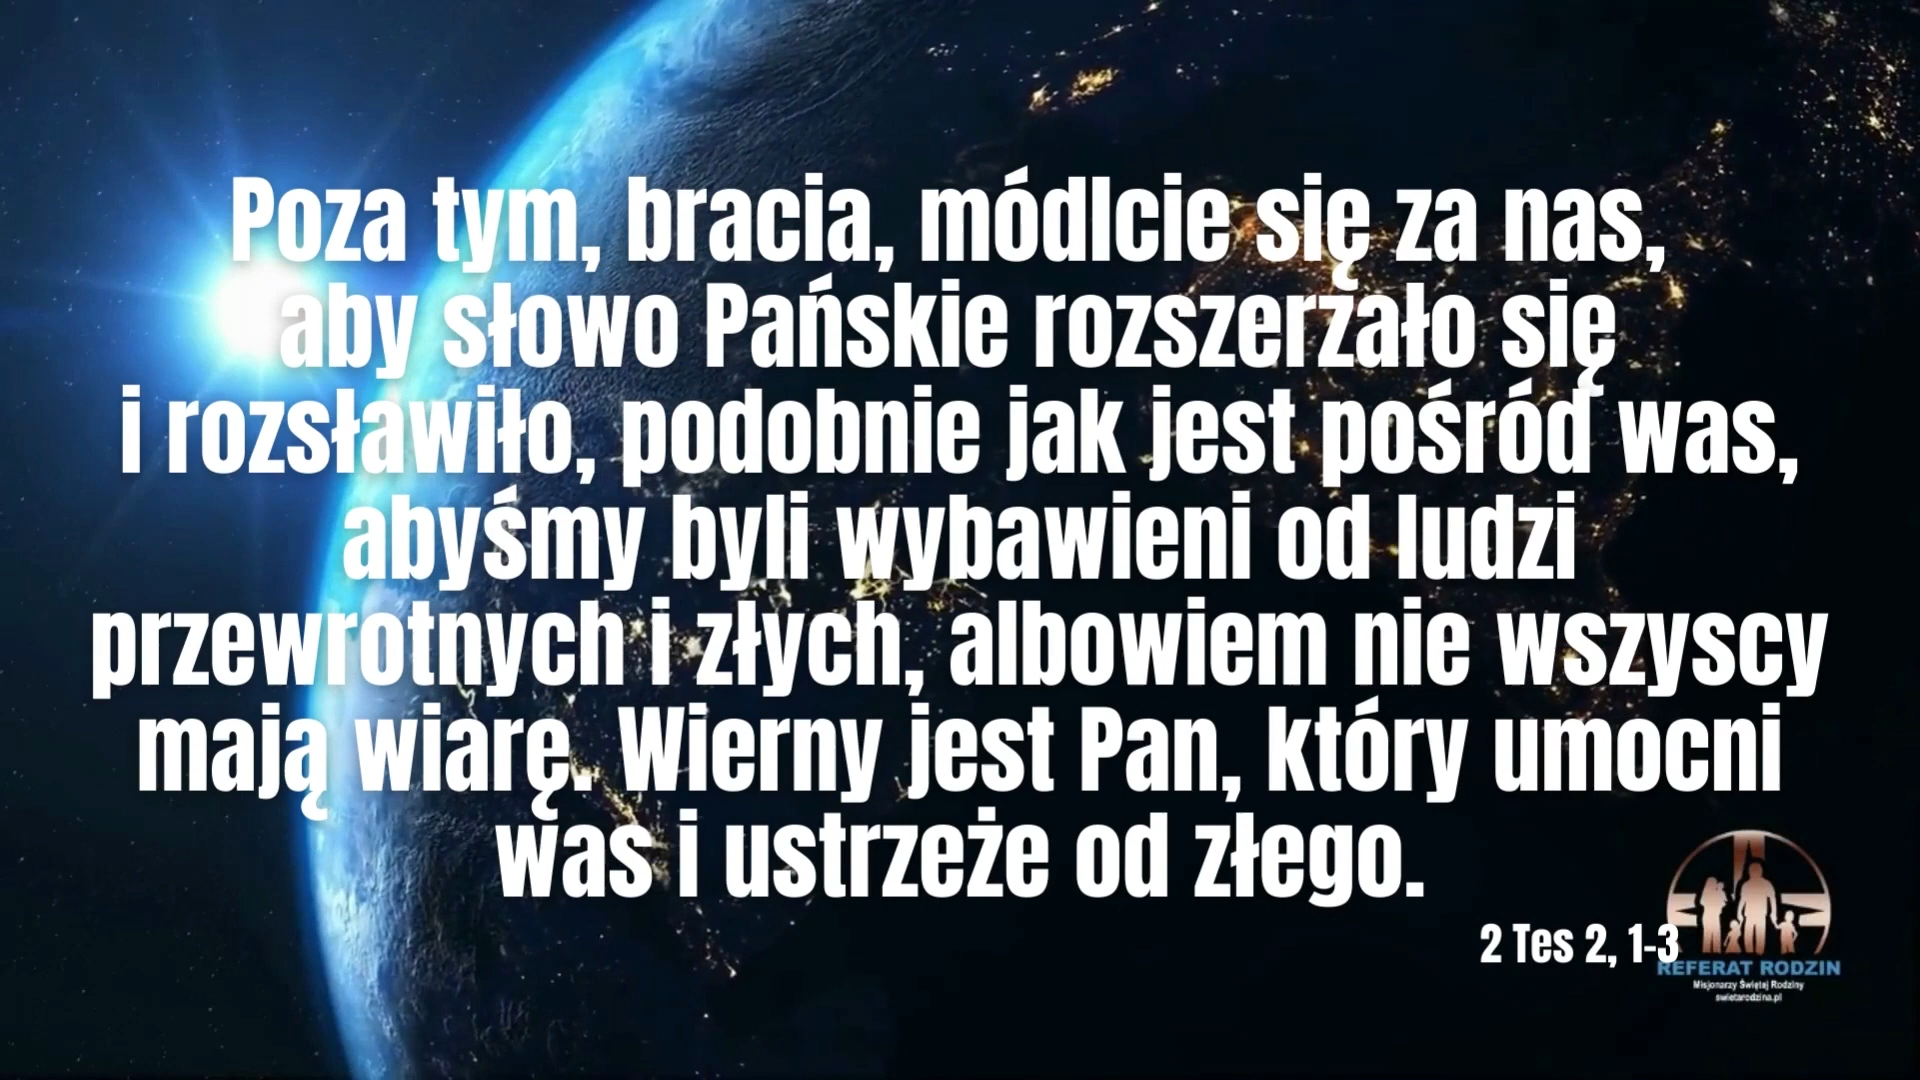 Poza tym, bracia, módlcie się za nas,
aby słowo Pańskie rozszerzało się
i rozsławiło, podobnie jak jest pośród was,
abyśmy byli wybawieni od ludzi
przewrotnych i złych, albowiem nie wszyscy
mają wiarę. Wierny jest Pan, który umocni
was i ustrzeże od złego.
2 Tes 2, 1-3
REFERAT RODZIN
Misjonarzy Świętej Rodziny
swietarodzina.pl